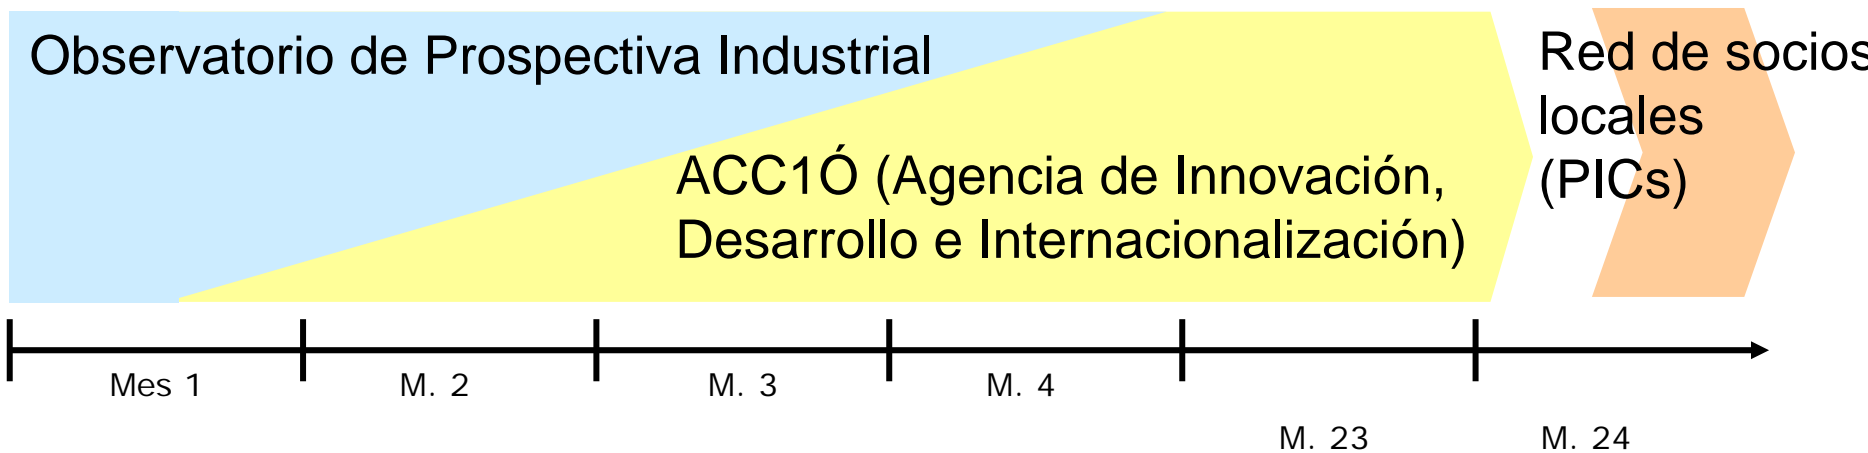 Observatorio de Prospectiva Industrial
Red de socios
locales
(PICs)
ACC1Ó (Agencia de Innovación,
Desarrollo e Internacionalización)
Mes 1
M. 2
M. 3
M. 4
M. 23
M. 24